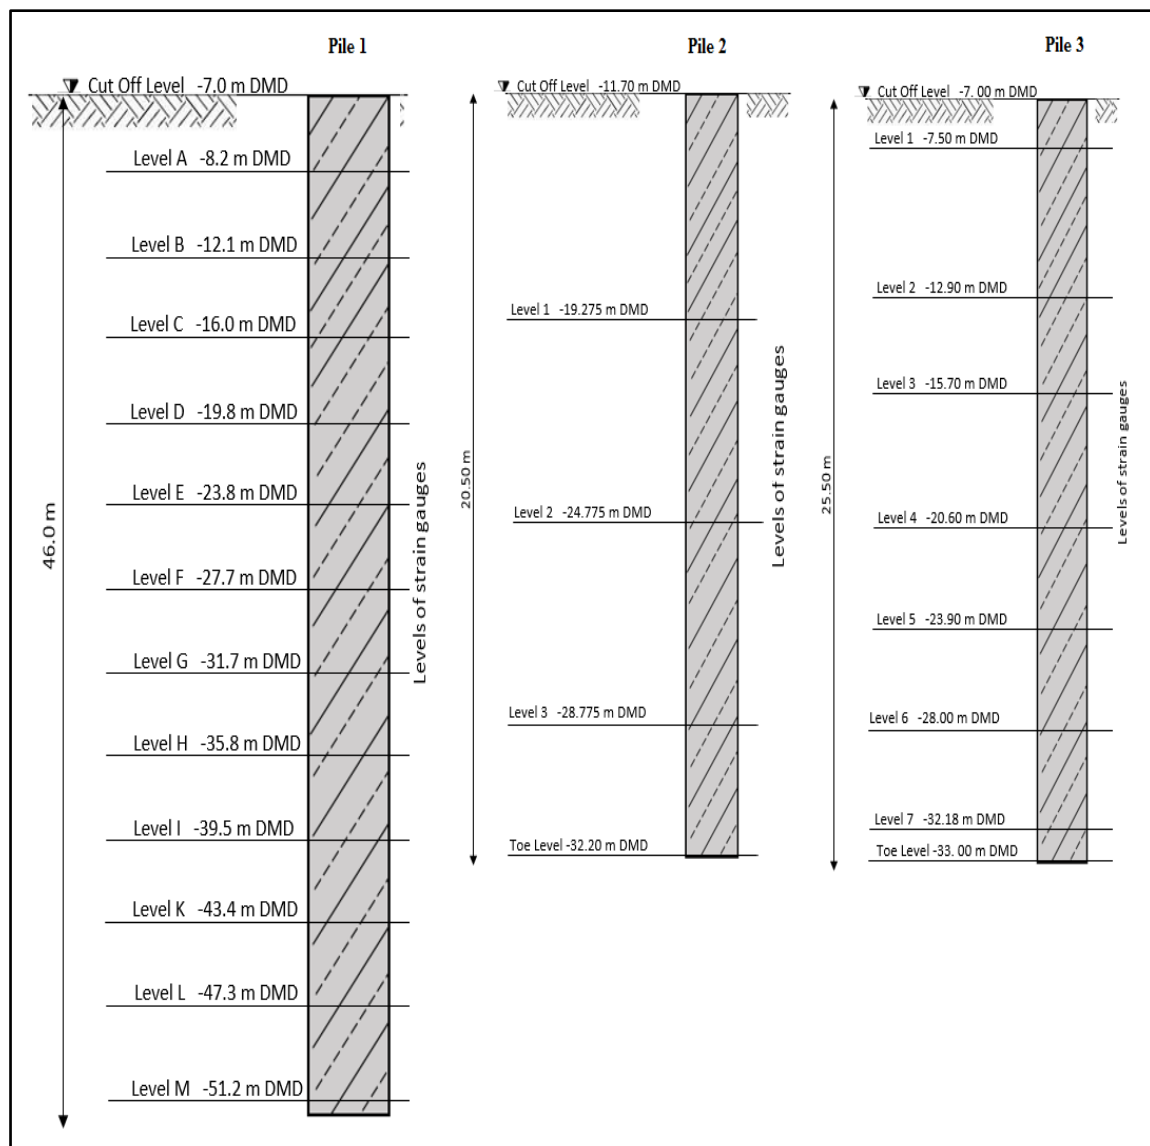 Pile 1
Cut Off Level -7.0 m DMD
Level A -8.2 m DMD
Level B -12.1 m DMD
Level C -16.0 m DMD
Level D -19.8 m DMD
Level E -23.8 m DMD
Level F -27.7 m DMD
Level G -31.7 m DMD
Level H -35.8 m DMD
Level I -39.5 m DMD
Level K -43.4 m DMD
Level L -47.3 m DMD
Level M -51.2 m DMD
46.0 m
Levels of strain gauges
Pile 2
Cut Off Level -11.70 m DMD
Level 1 -19.275 m DMD
Level 2 -24.775 m DMD
Level 3 -28.775 m DMD
Toe Level -32.20 m DMD
20.50 m
Levels of strain gauges
Pile 3
Cut Off Level -7. 00 m DMD
Level 1 -7.50 m DMD
Level 2 -12.90 m DMD
Level 3 -15.70 m DMD
Level 4 -20.60 m DMD
Level 5 -23.90 m DMD
Level 6 -28.00 m DMD
Level 7 -32.18 m DMD
Toe Level -33. 00 m DMD
25.50 m
Levels of strain gauges